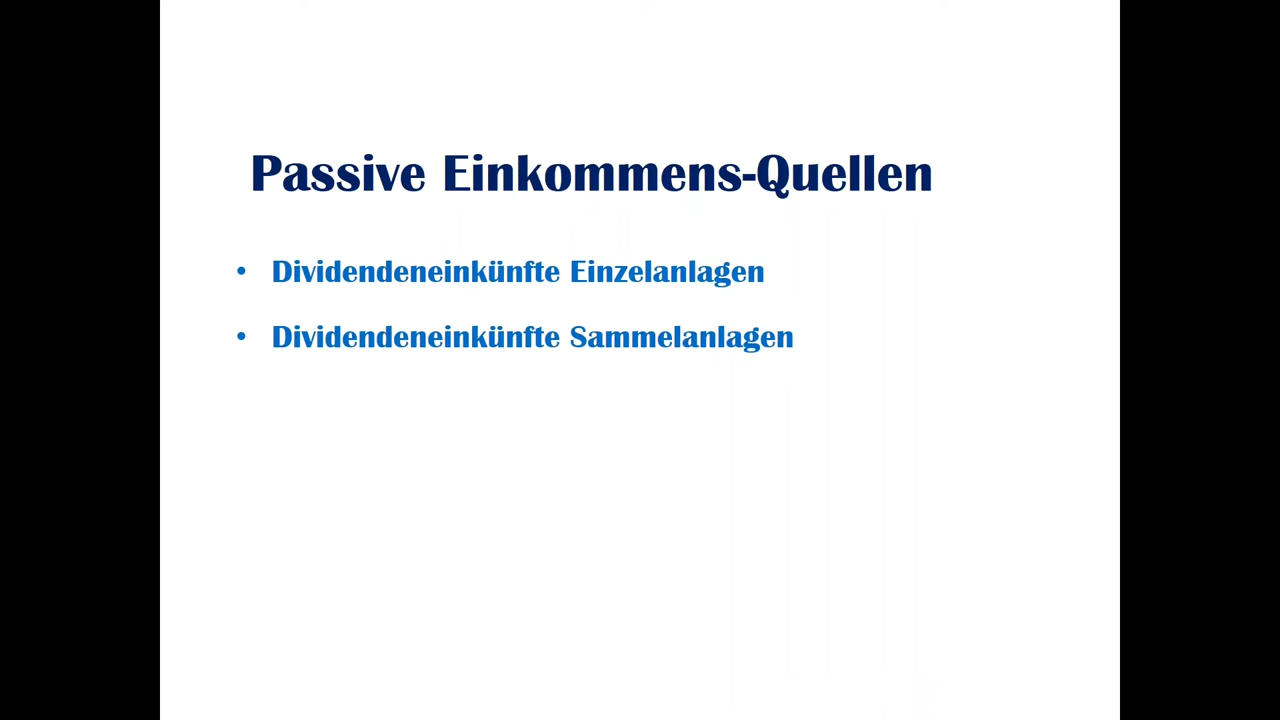 Passive Einkommens-Quellen
• Dividendeneinkünfte Einzelanlagen
• Dividendeneinkünfte Sammelanlagen